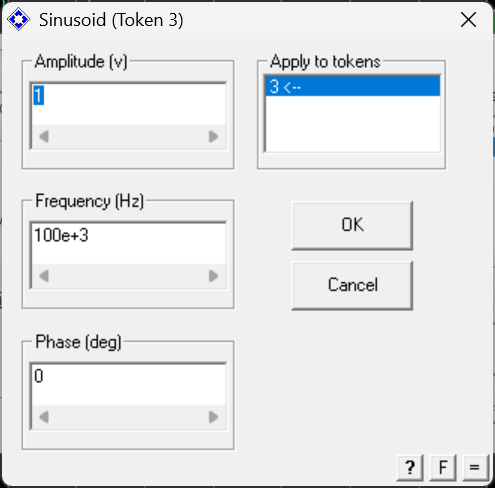 Sinusoid (Token 3)
Amplitude (v)
1
Apply to tokens
3 <--
Frequency (Hz)
100e+3
OK
Cancel
Phase (deg)
0
? F =